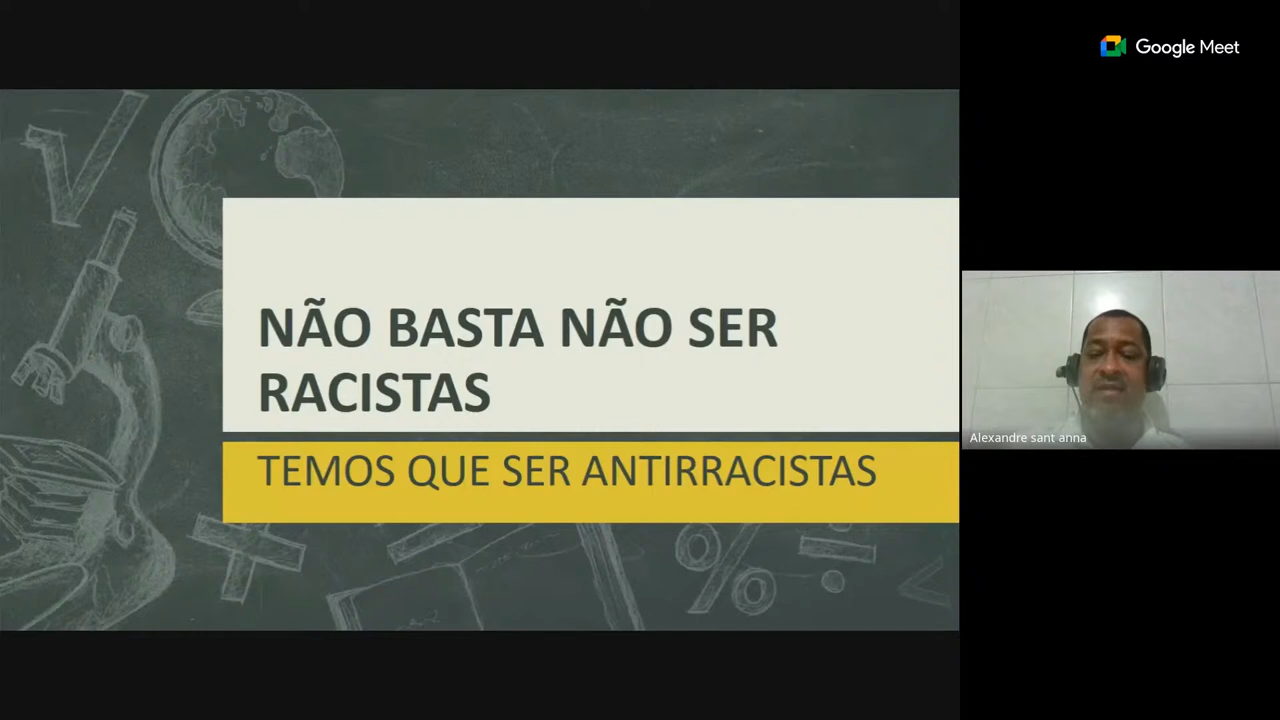 Google Meet
NÃO BASTA NÃO SER
RACISTAS
TEMOS QUE SER ANTIRRACISTAS
Alexandre sant anna